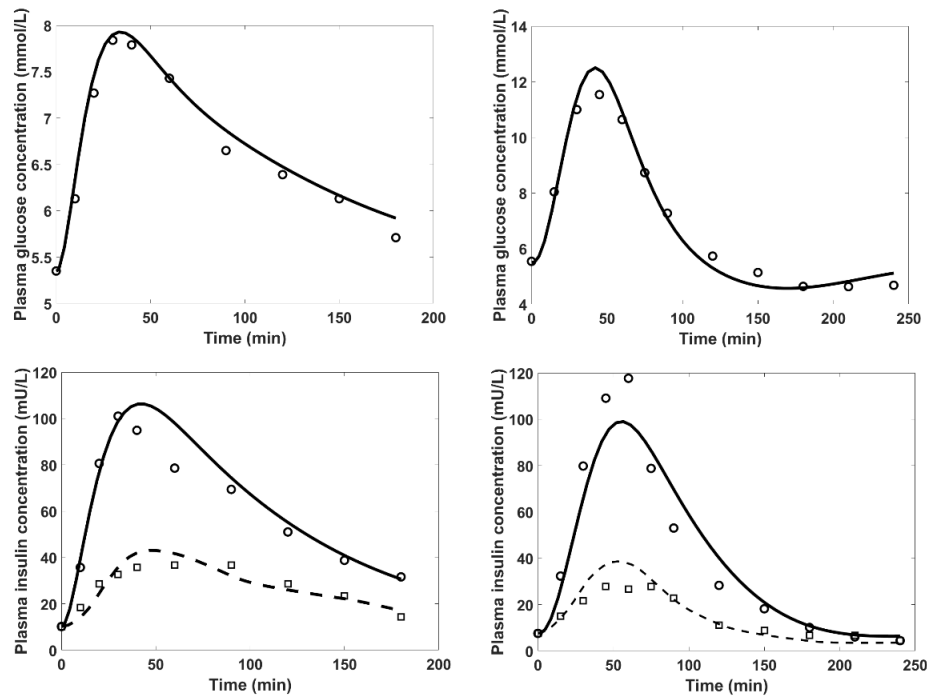 Plasma glucose concentration (mmol/L)
8
7.5
7
6.5
6
5.5
5
0 50 100 150 200
Time (min)
Plasma glucose concentration (mmol/L)
14
12
10
8
6
4
0 50 100 150 200 250
Time (min)
Plasma insulin concentration (mU/L)
120
100
80
60
40
20
0
0 50 100 150 200
Time (min)
Plasma insulin concentration (mU/L)
120
100
80
60
40
20
0
0 50 100 150 200 250
Time (min)